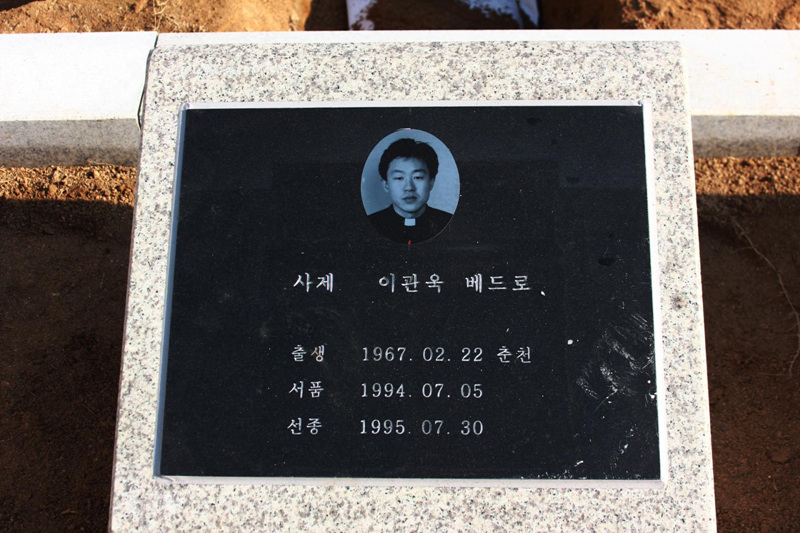 사제 이관옥 베드로
출생 1967. 02. 22 춘천
서품 1994. 07. 05
선종 1995. 07. 30